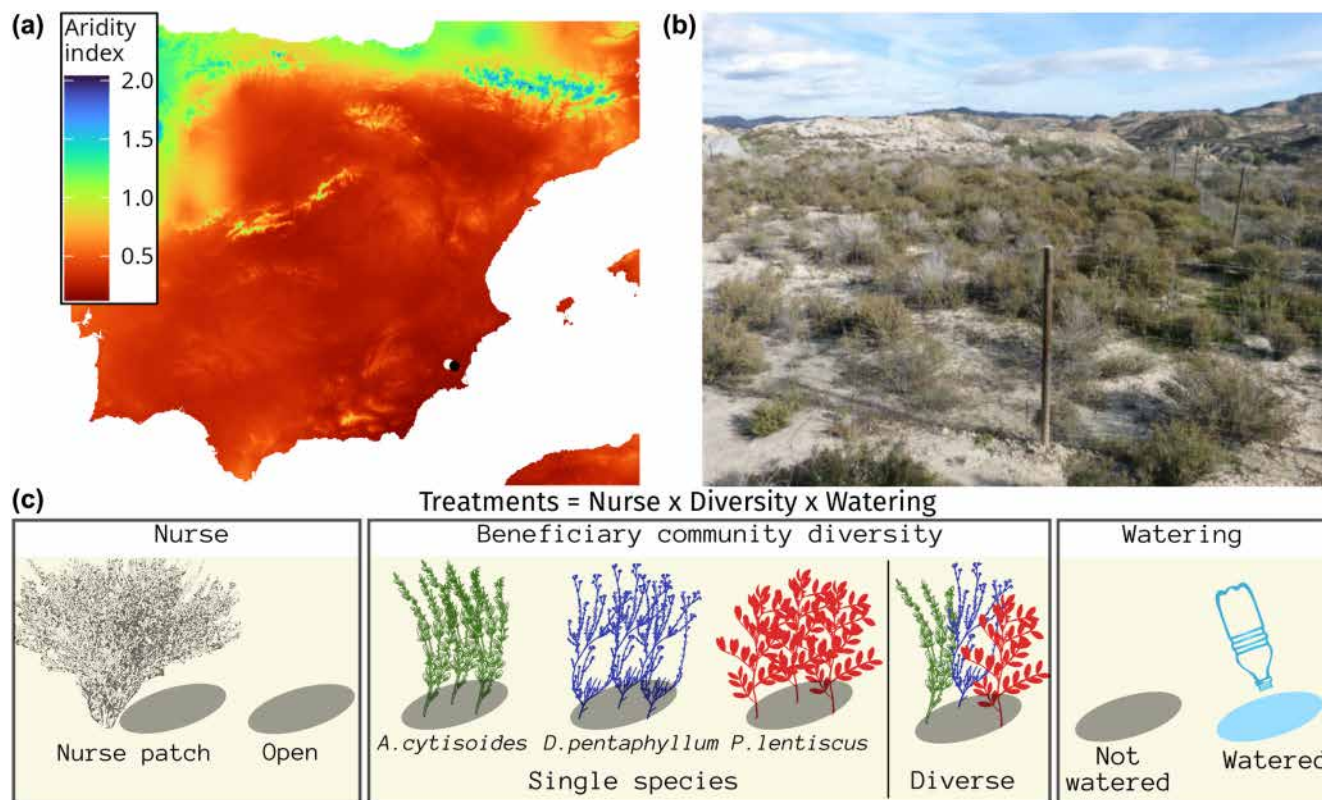 (a)
Aridity
index
2.0
1.5
1.0
0.5
(b)
(c)
Treatments = Nurse x Diversity x Watering
Nurse
Nurse patch
Open
Beneficiary community diversity
A.cytisoides
D.pentaphyllum
P.lentiscus
Single species
Diverse
Watering
Not
watered
Watered